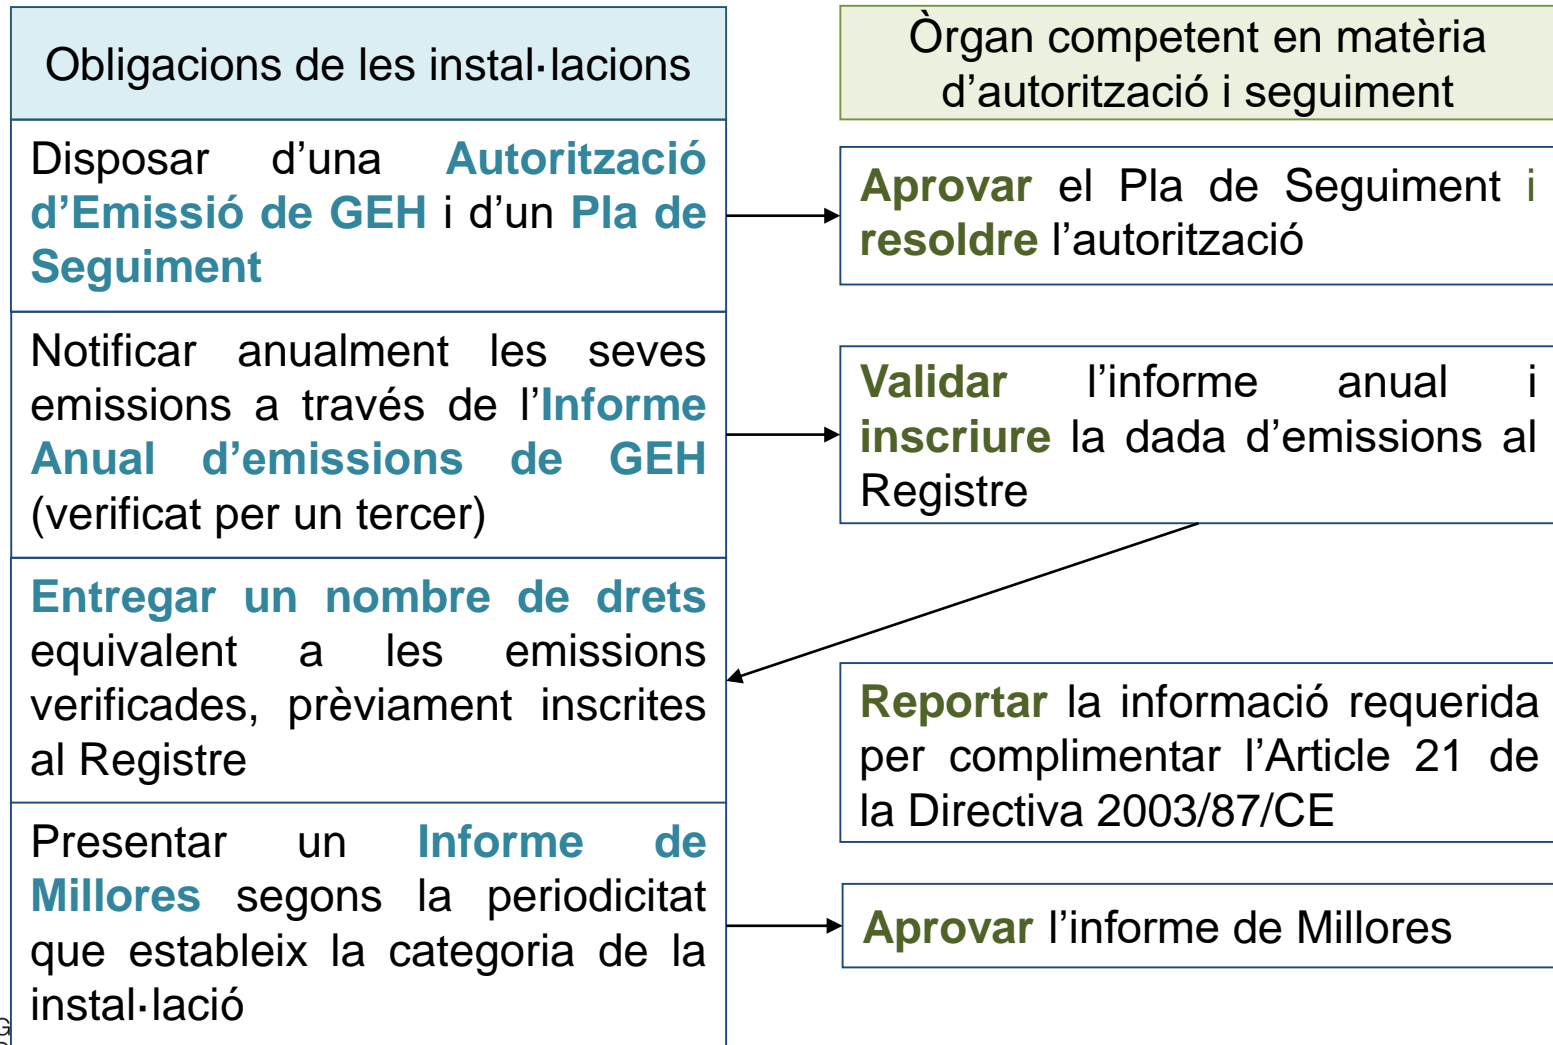 Obligacions de les instal·lacions
Disposar d’una Autorització
d’Emissió de GEH i d’un Pla de
Seguiment
Notificar anualment les seves
emissions a través de l’Informe
Anual d’emissions de GEH
(verificat per un tercer)
Entregar un nombre de drets
equivalent a les emissions
verificades, prèviament inscrites
al Registre
Presentar un Informe de
Millores segons la periodicitat
que estableix la categoria de la
instal·lació
Òrgan competent en matèria
d’autorització i seguiment
Aprovar el Pla de Seguiment i
resoldre l’autorització
Validar l’informe anual i
inscriure la dada d’emissions al
Registre
Reportar la informació requerida
per complimentar l’Article 21 de
la Directiva 2003/87/CE
Aprovar l’informe de Millores